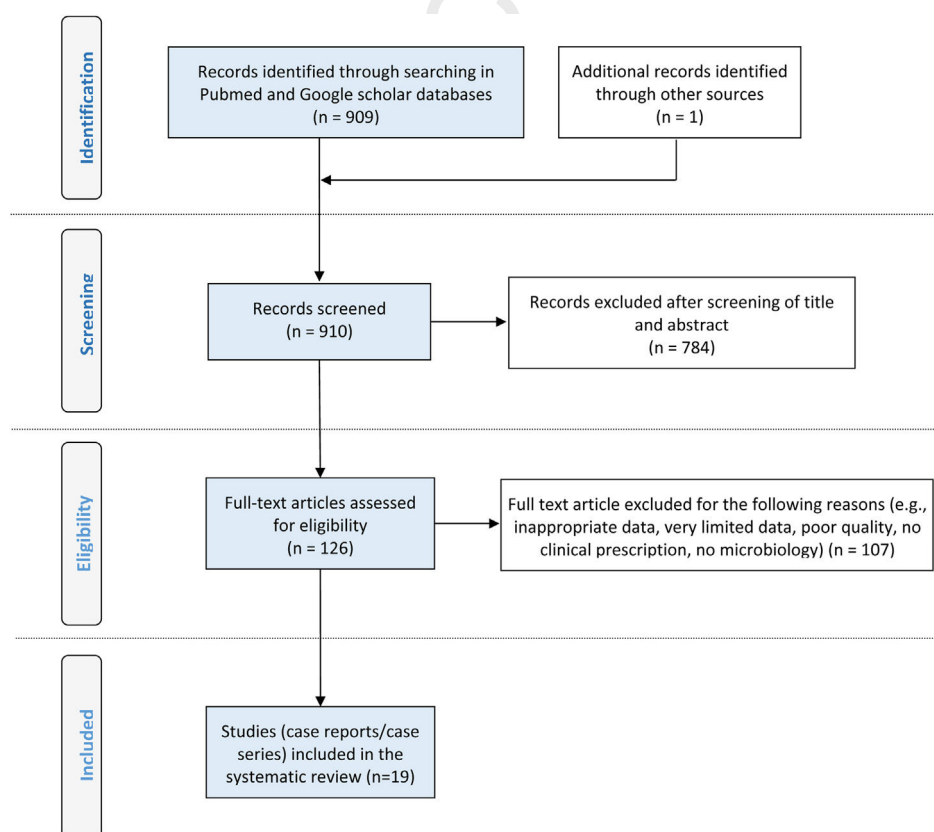 Identification
Records identified through searching in
Pubmed and Google scholar databases
(n = 909)
Additional records identified
through other sources
(n = 1)
Screening
Records screened
(n = 910)
Records excluded after screening of title
and abstract
(n = 784)
Eligibility
Full-text articles assessed
for eligibility
(n = 126)
Full text article excluded for the following reasons (e.g.,
inappropriate data, very limited data, poor quality, no
clinical prescription, no microbiology) (n = 107)
Included
Studies (case reports/case
series) included in the
systematic review (n=19)